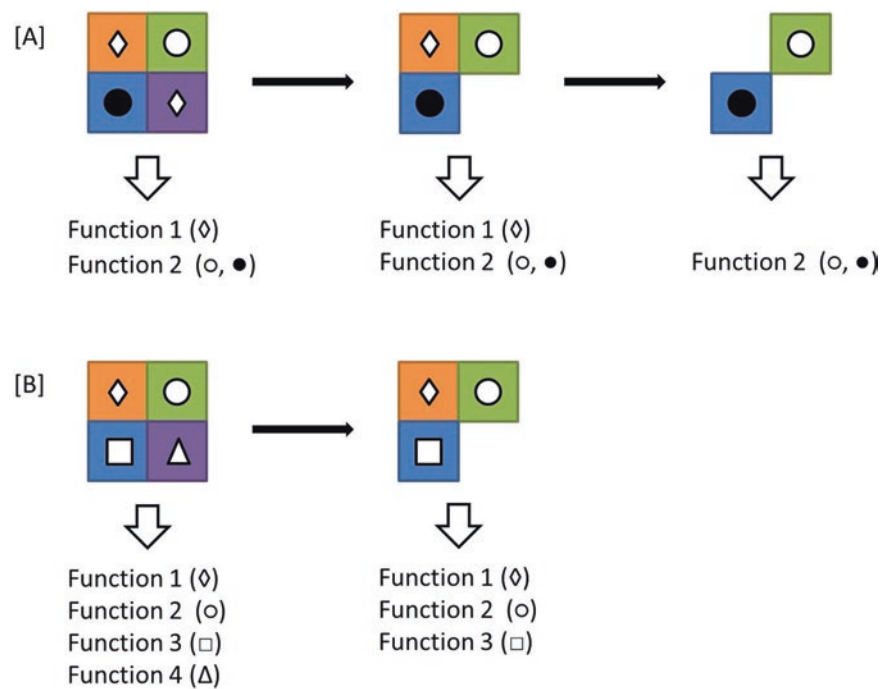 [A]
Function 1 (◊) Function 1 (◊)
Function 2 (○, ●) Function 2 (○, ●) Function 2 (○, ●)
[B]
Function 1 (◊) Function 1 (◊)
Function 2 (○) Function 2 (○)
Function 3 (□) Function 3 (□)
Function 4 (Δ)